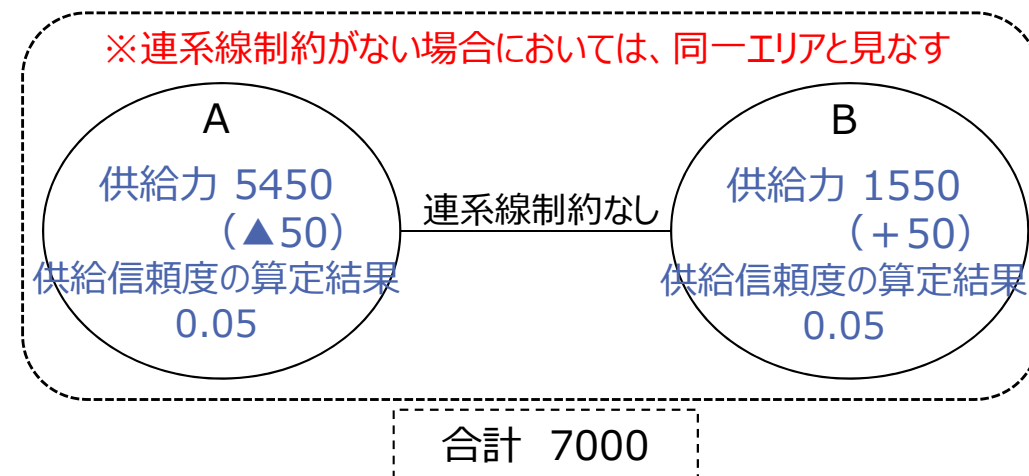 ※連系線制約がない場合においては、同一エリアと見なす
A
供給力 5450
（▲50）
供給信頼度の算定結果
0.05
連系線制約なし
B
供給力 1550
（＋50）
供給信頼度の算定結果
0.05
合計 7000